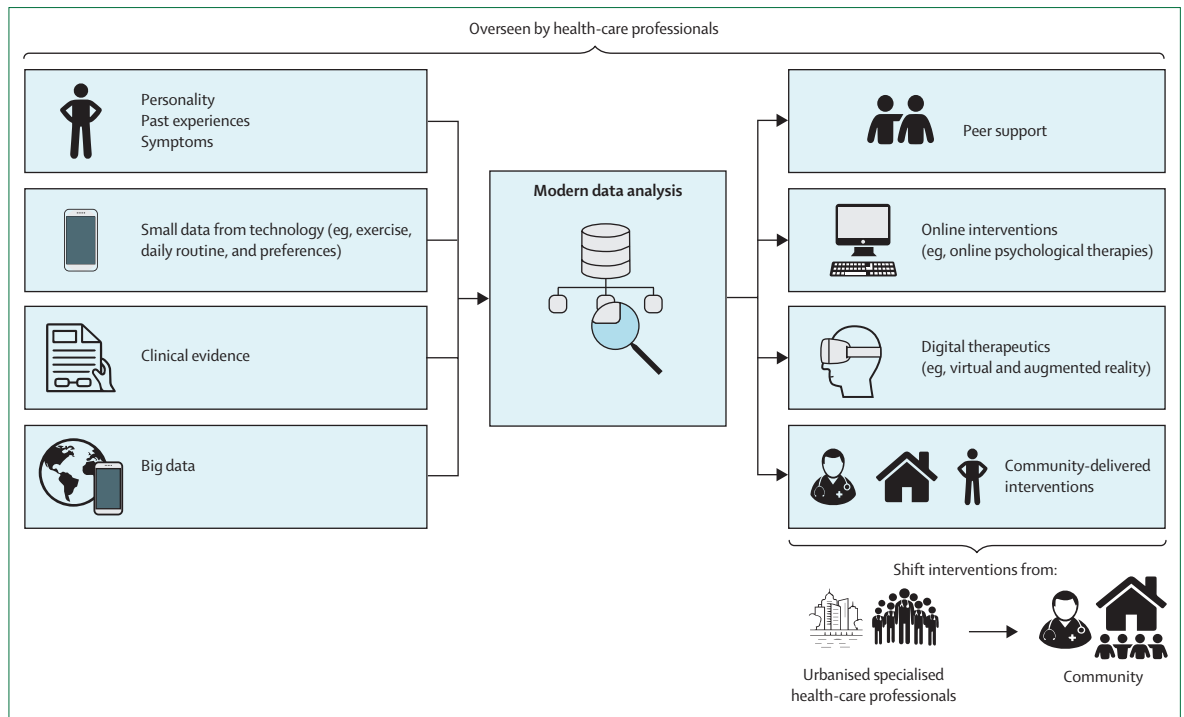 Overseen by health-care professionals
Personality
Past experiences
Symptoms
Small data from technology (eg, exercise,
daily routine, and preferences)
Clinical evidence
Big data
Modern data analysis
Peer support
Online interventions
(eg, online psychological therapies)
Digital therapeutics
(eg, virtual and augmented reality)
Community-delivered
interventions
Shift interventions from:
Urbanised specialised
health-care professionals
Community